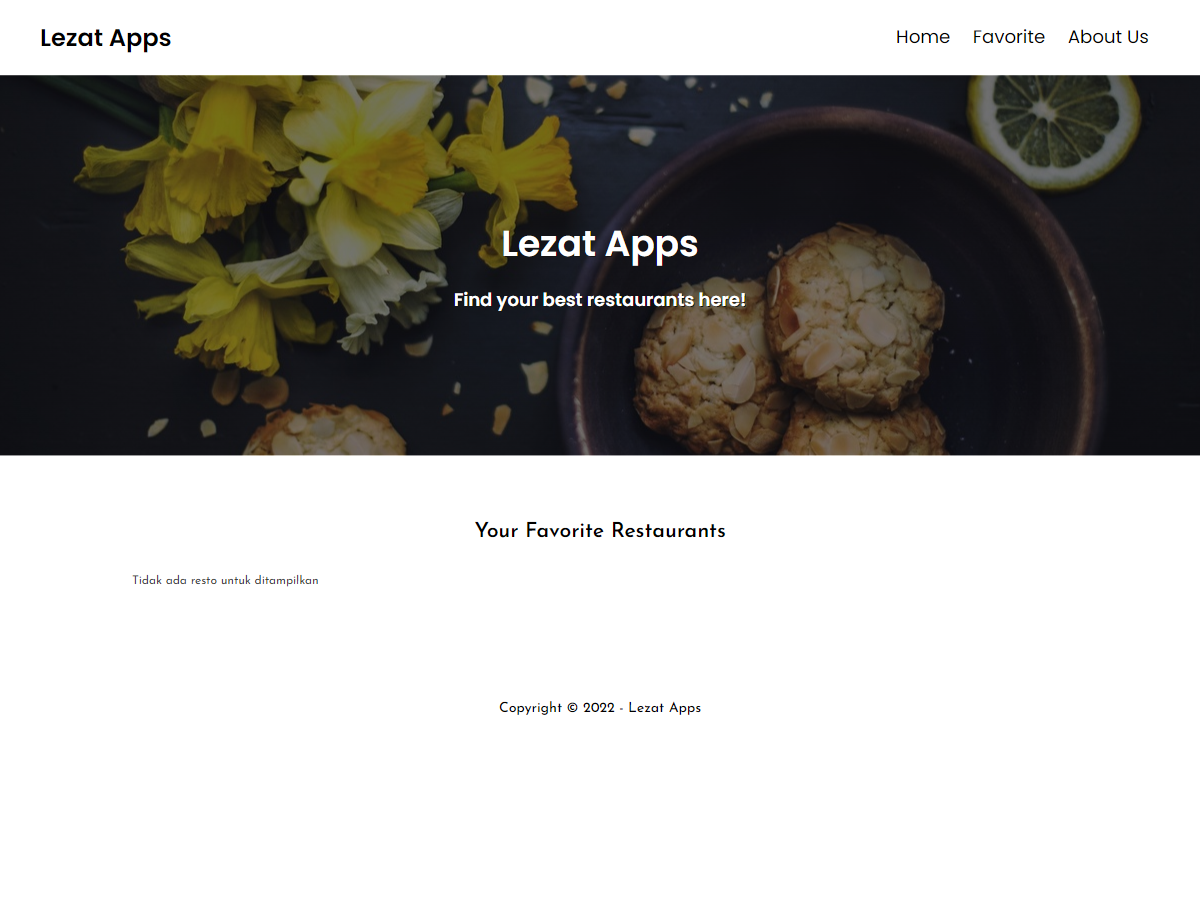 Lezat Apps
Home Favorite About Us
Lezat Apps
Find your best restaurants here!
Your Favorite Restaurants
Tidak ada resto untuk ditampilkan
Copyright © 2022 - Lezat Apps